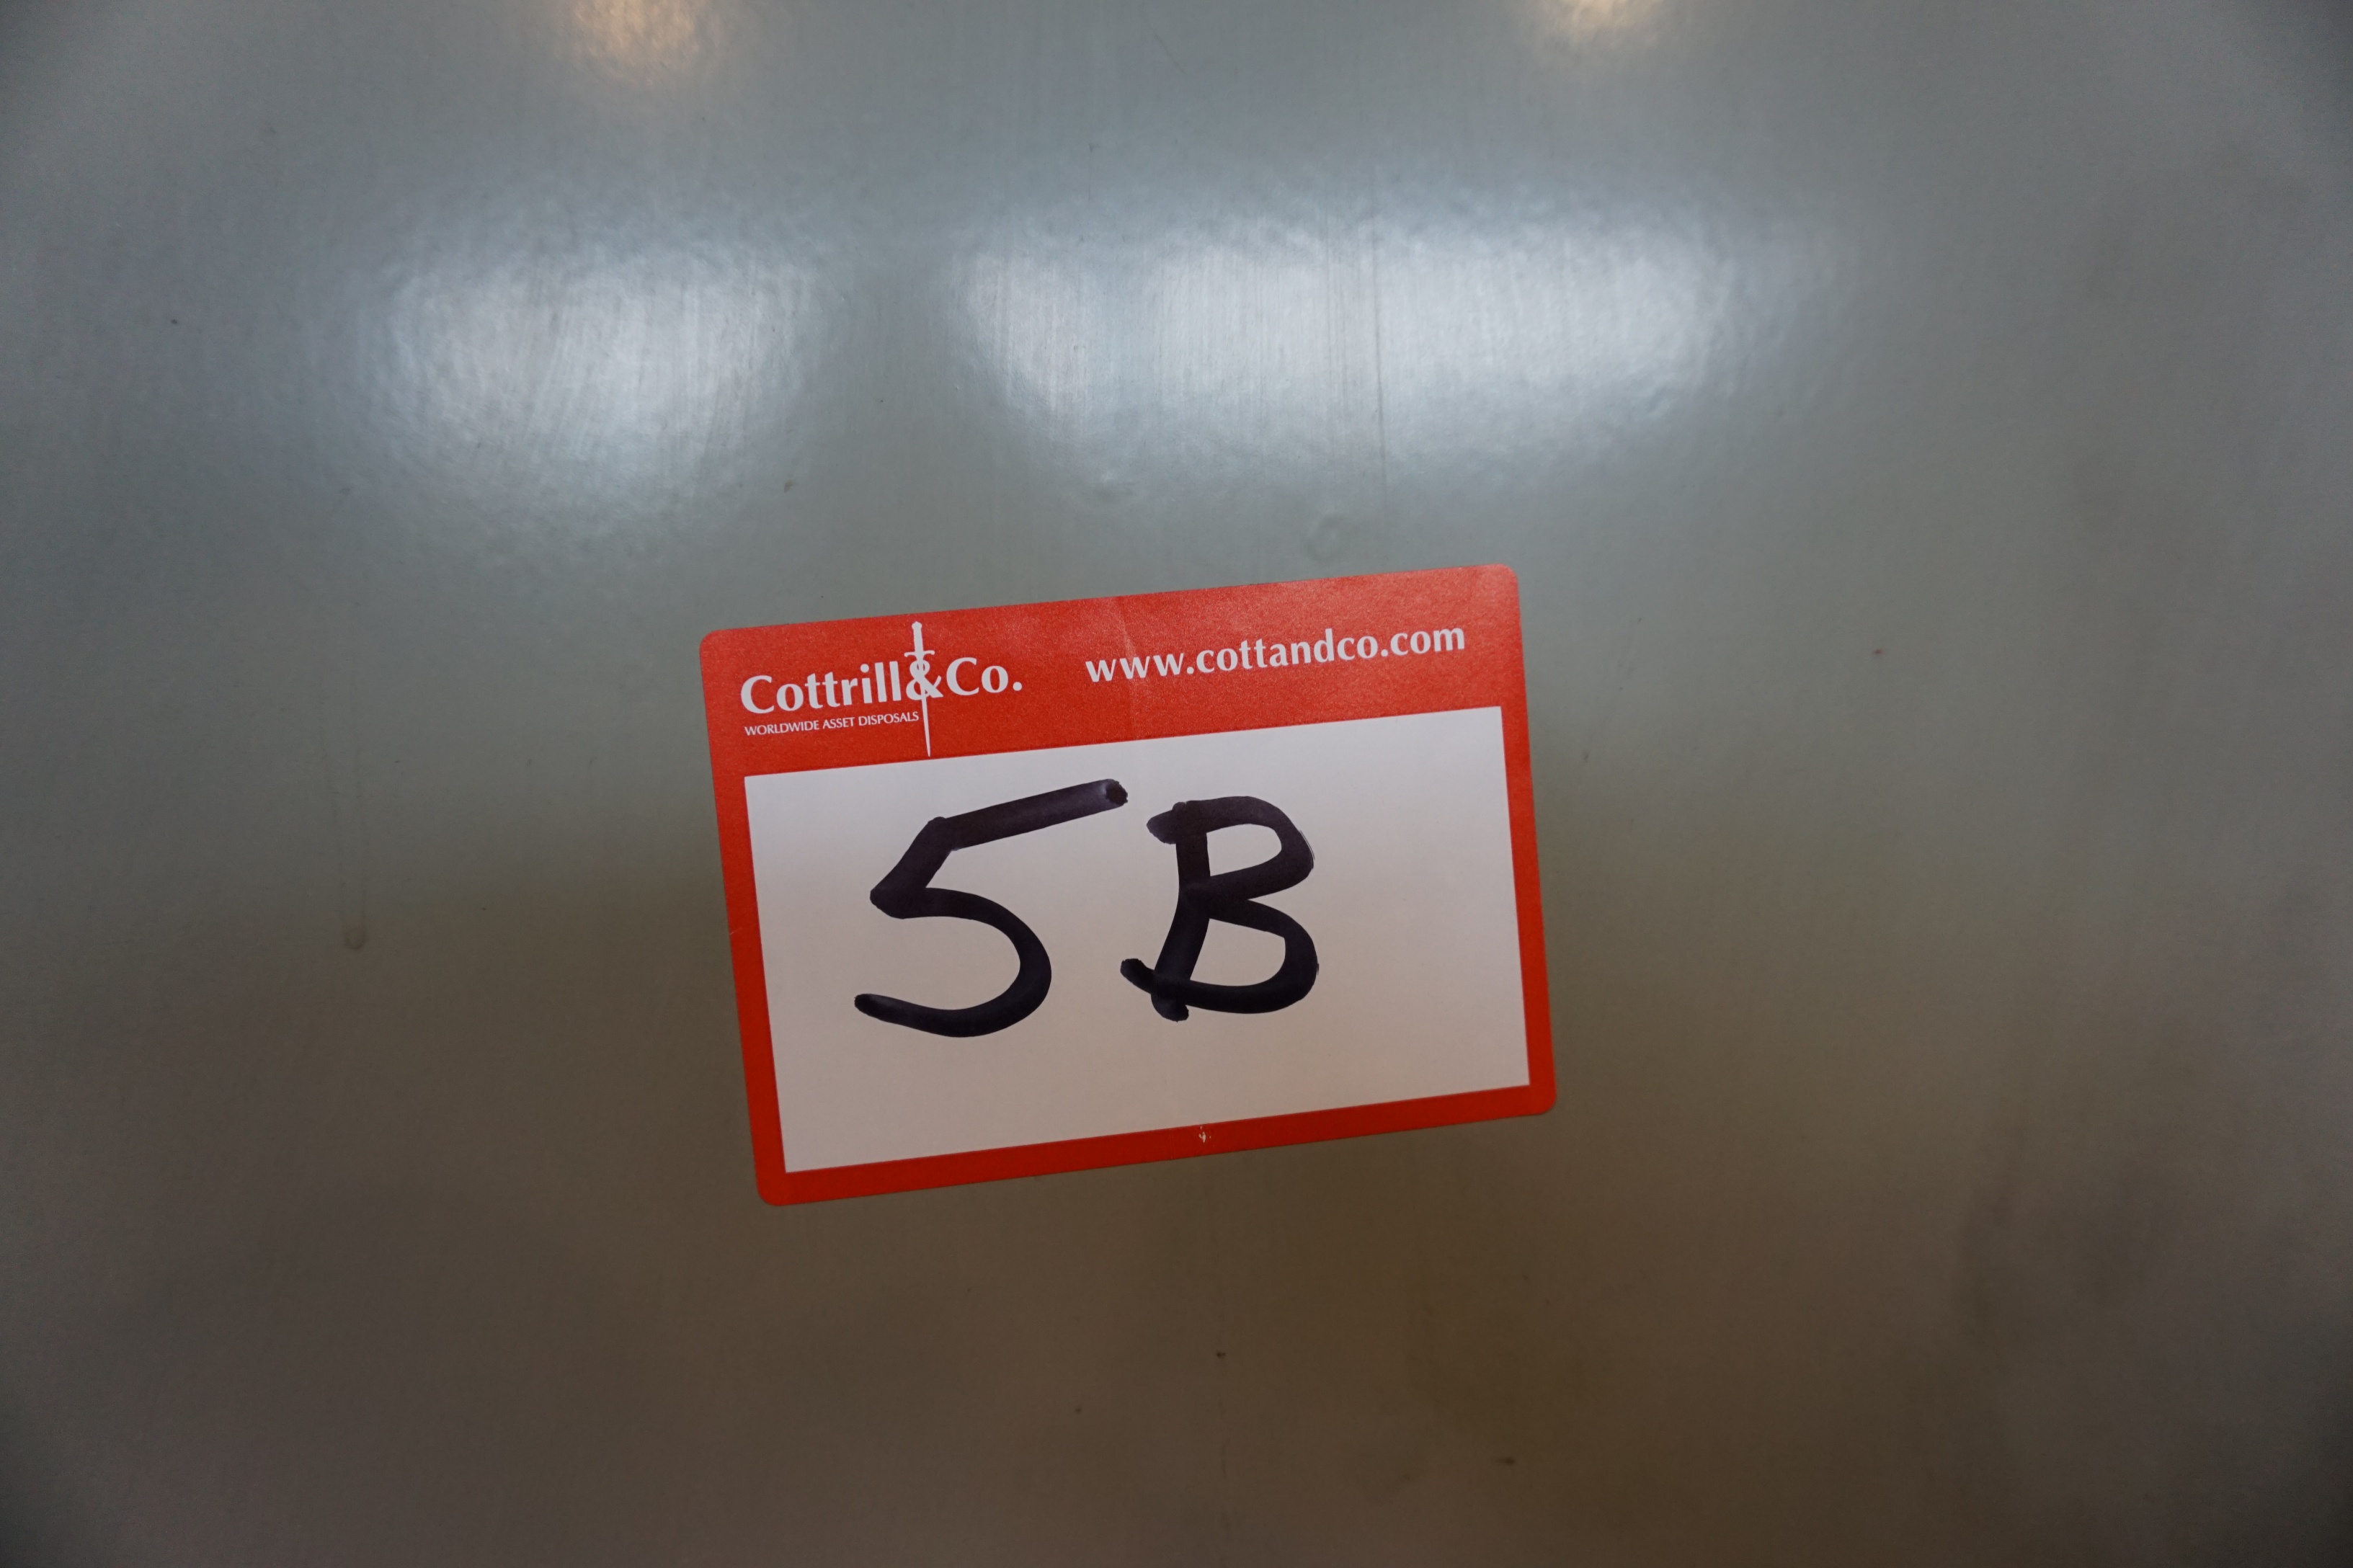 Cottrill&Co. www.cottandco.com
WORLDWIDE ASSET DISPOSALS
5B